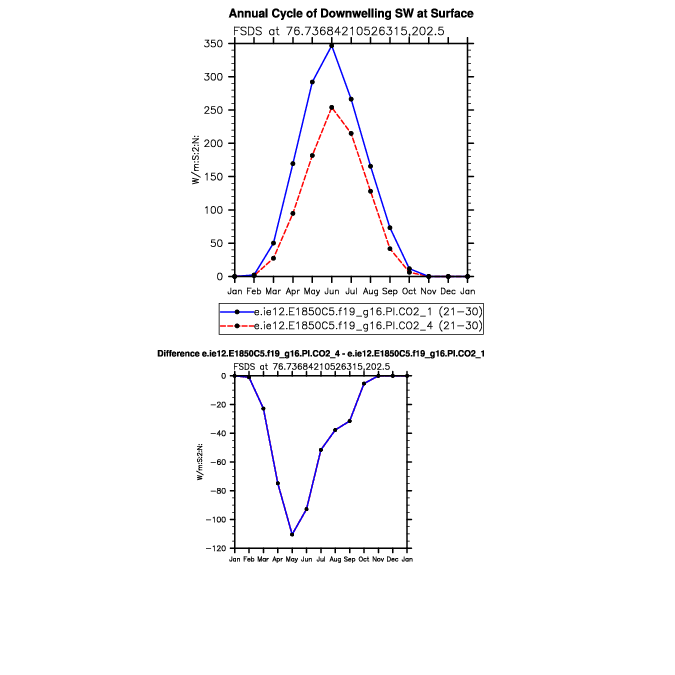 Annual Cycle of Downwelling SW at Surface
FSDS at 76.73684210526315,202.5
350
300
250
200
150
100
50
0
W/m:S:2:N:
Jan Feb Mar Apr May Jun Jul Aug Sep Oct Nov Dec Jan
e.ie12.E1850C5.f19_g16.PI.CO2_1 (21-30)
e.ie12.E1850C5.f19_g16.PI.CO2_4 (21-30)
Difference e.ie12.E1850C5.f19_g16.PI.CO2_4 - e.ie12.E1850C5.f19_g16.PI.CO2_1
FSDS at 76.73684210526315,202.5
0
-20
-40
-60
-80
-100
-120
W/m:S:2:N:
Jan Feb Mar Apr May Jun Jul Aug Sep Oct Nov Dec Jan